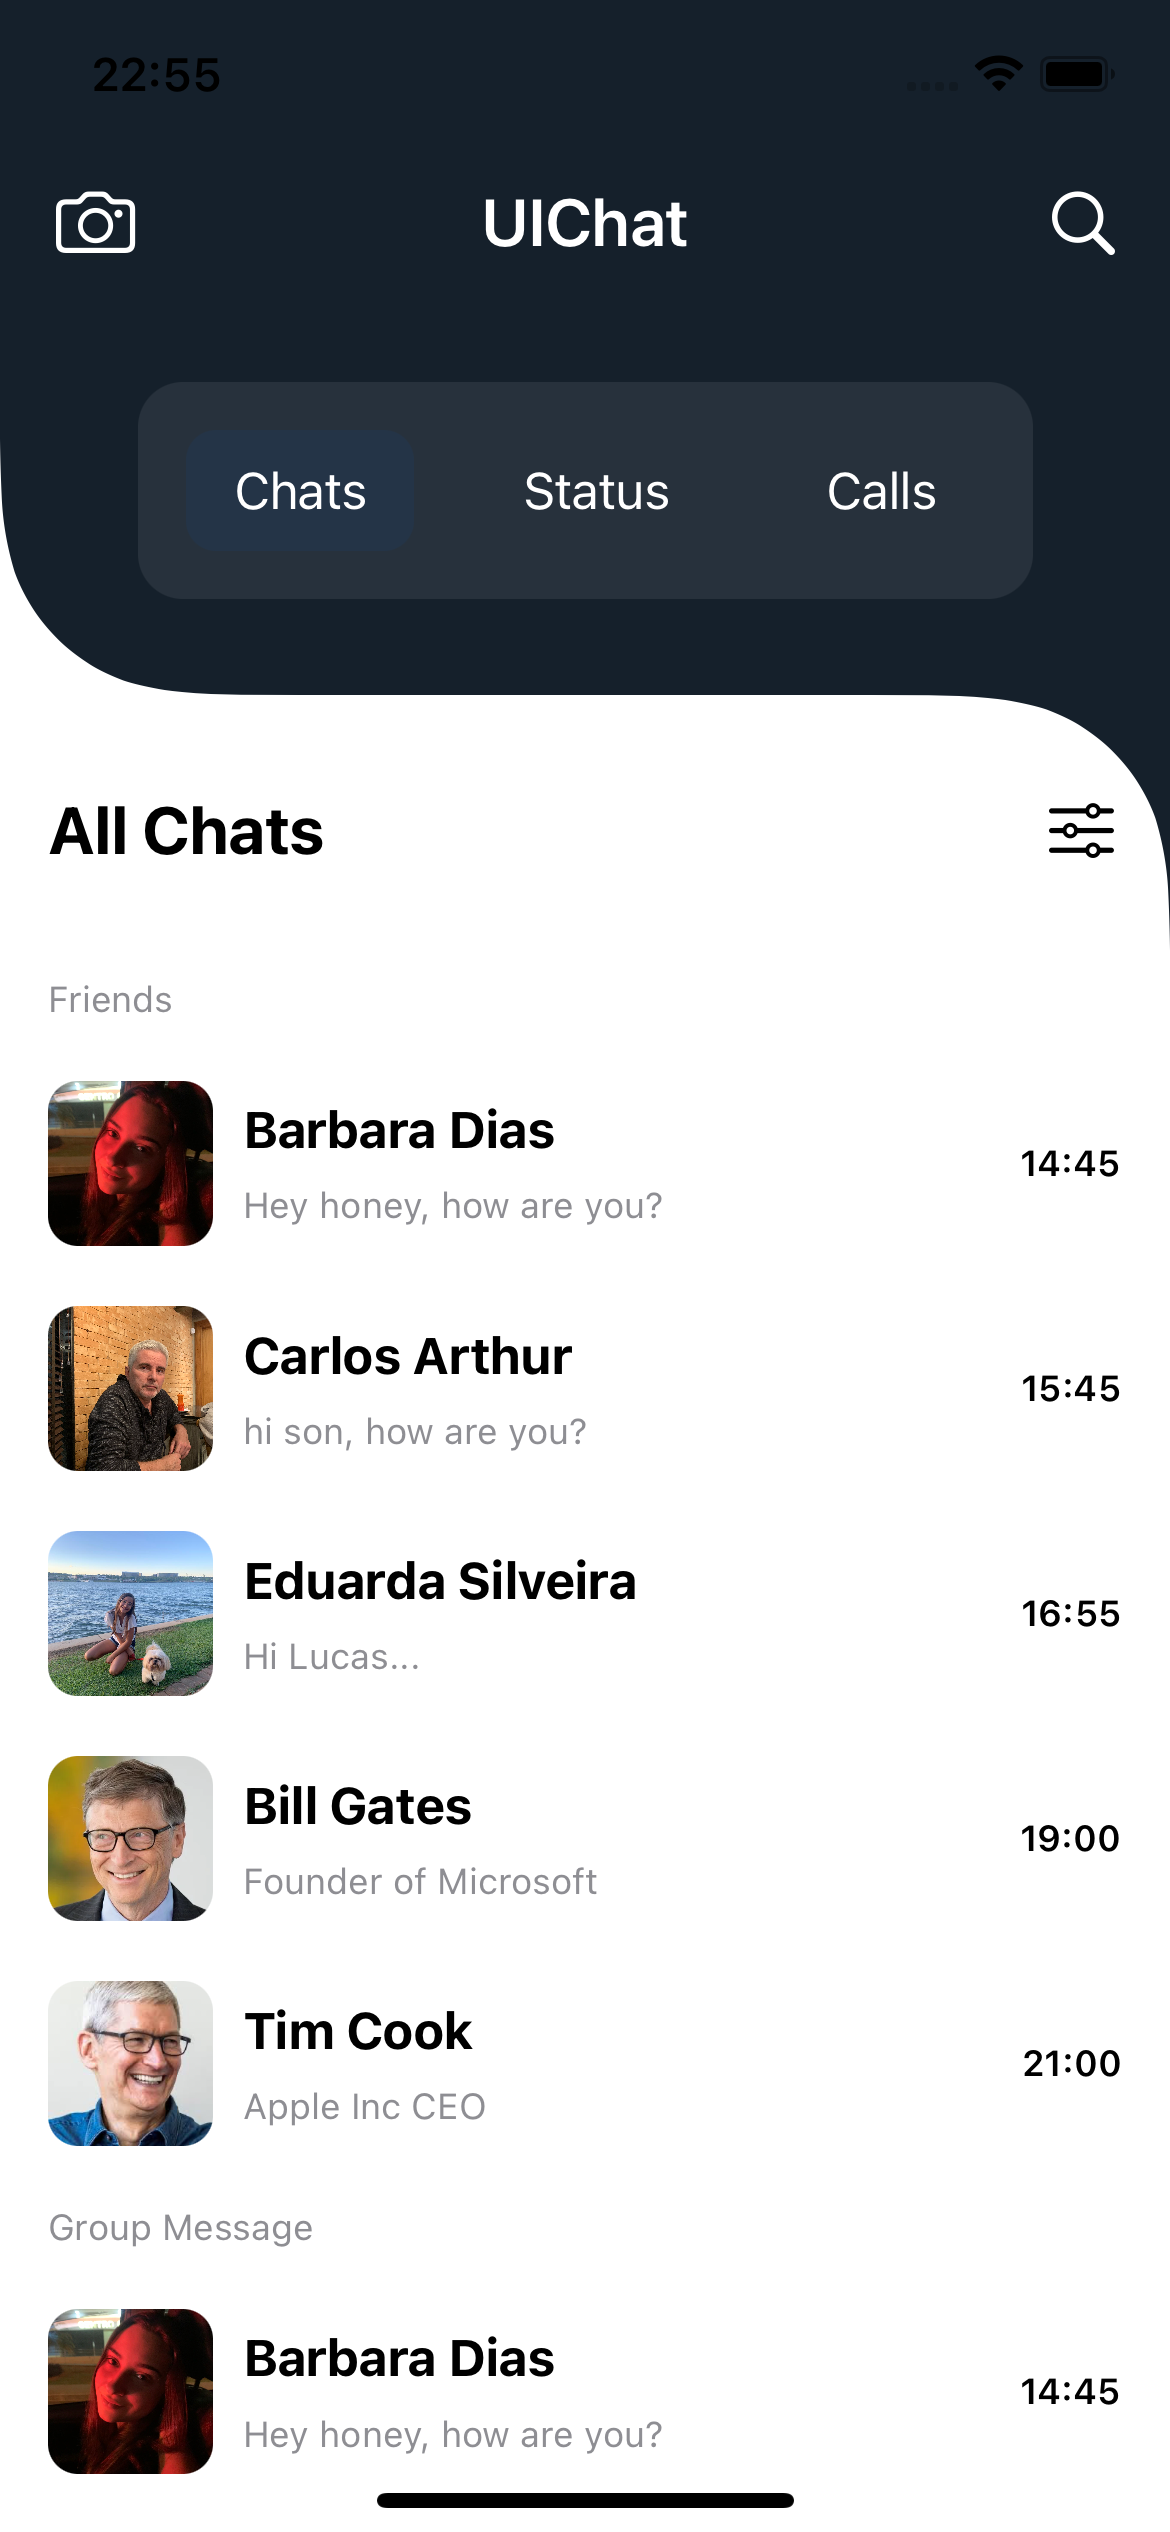 22:55
UIChat
Chats Status Calls
All Chats
Friends
Barbara Dias
14:45
Hey honey, how are you?
Carlos Arthur
15:45
hi son, how are you?
Eduarda Silveira
16:55
Hi Lucas...
Bill Gates
19:00
Founder of Microsoft
Tim Cook
21:00
Apple Inc CEO
Group Message
Barbara Dias
14:45
Hey honey, how are you?